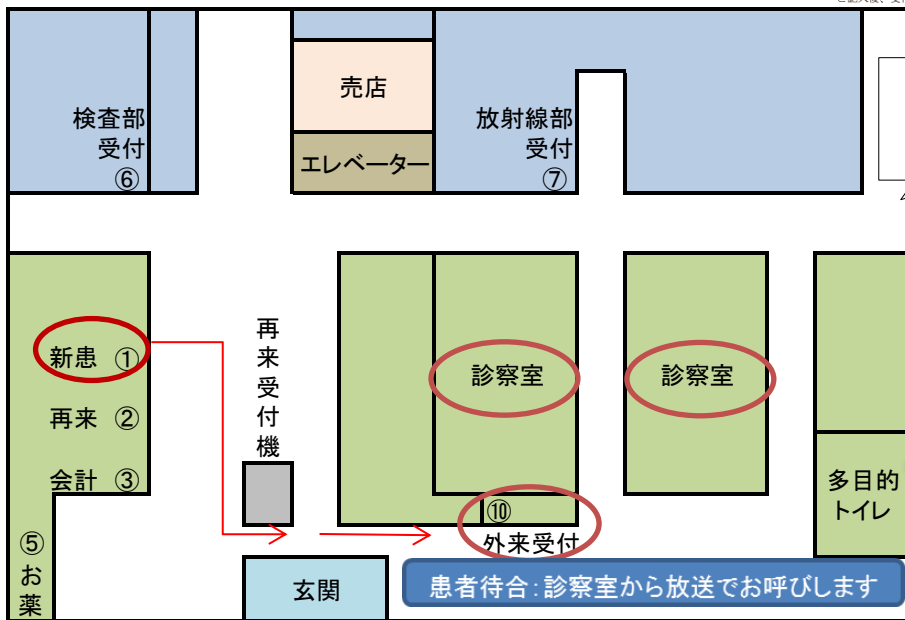 売店
検査部
受付
⑥
エレベーター
放射線部
受付
⑦
新患 ①
再来 ②
会計 ③
⑤
お
薬
再
来
受
付
機
診察室
診察室
⑩
外来受付
多目的
トイレ
玄関
患者待合:診察室から放送でお呼びします